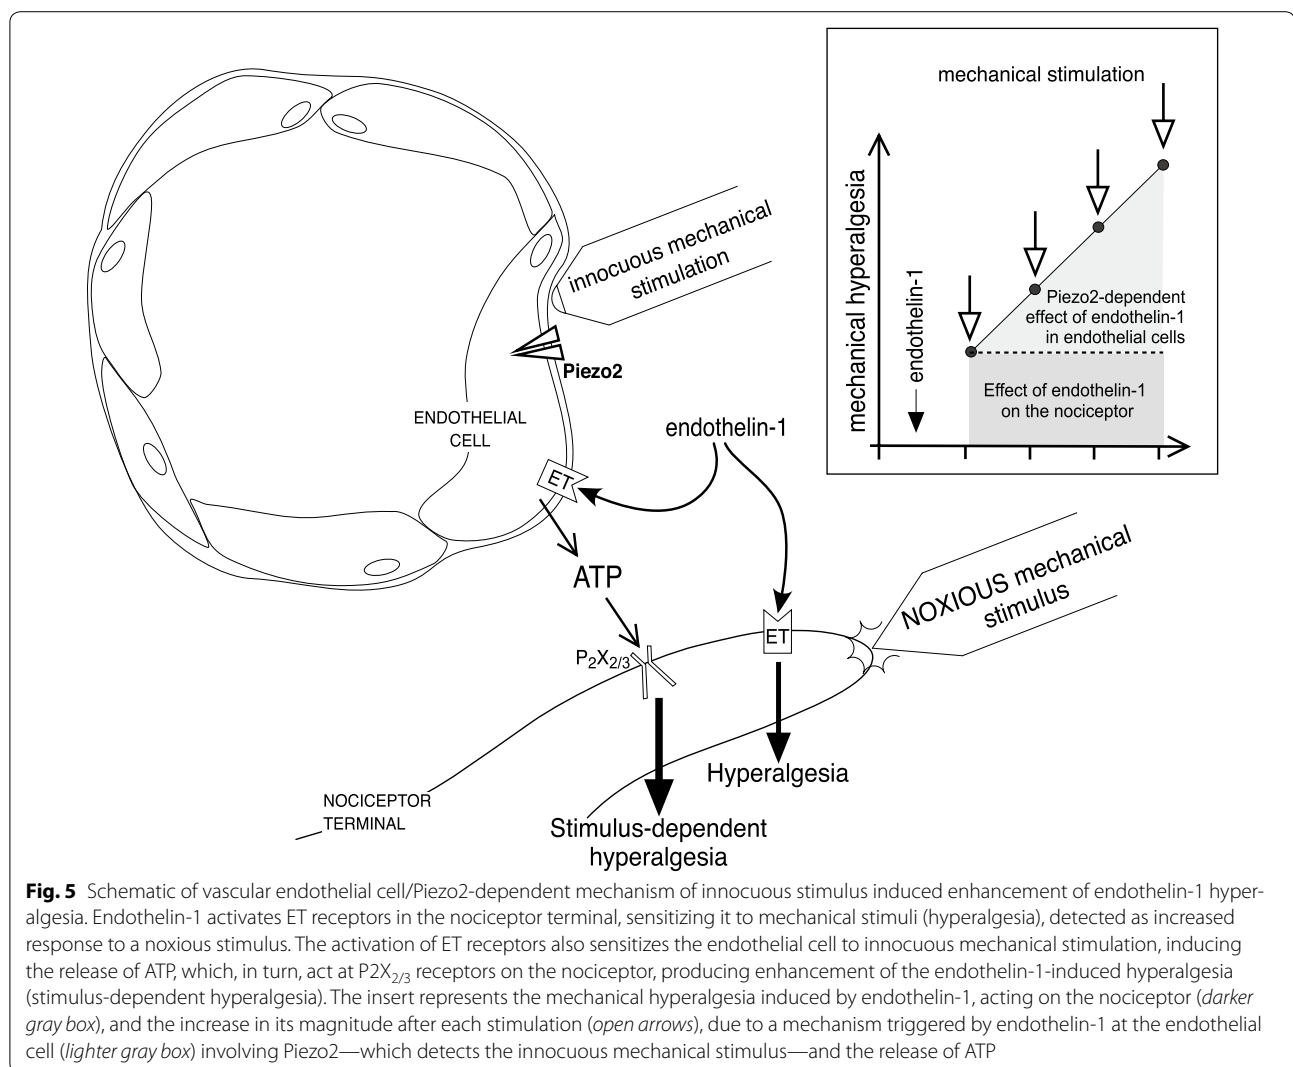 mechanical stimulation
mechanical hyperalgesia
endothelin-1
Piezo2-dependent
effect of endothelin-1
in endothelial cells
Effect of endothelin-1
on the nociceptor
innocuous mechanical
stimulation
Piezo2
ENDOTHELIAL
CELL
endothelin-1
ET
ATP
NOXIOUS mechanical
stimulus
ET
P₂X₂/₃
Hyperalgesia
NOCICEPTOR
TERMINAL
Stimulus-dependent
hyperalgesia
Fig. 5 Schematic of vascular endothelial cell/Piezo2-dependent mechanism of innocuous stimulus induced enhancement of endothelin-1 hyper-
algesia. Endothelin-1 activates ET receptors in the nociceptor terminal, sensitizing it to mechanical stimuli (hyperalgesia), detected as increased
response to a noxious stimulus. The activation of ET receptors also sensitizes the endothelial cell to innocuous mechanical stimulation, inducing
the release of ATP, which, in turn, act at P2X₂/₃ receptors on the nociceptor, producing enhancement of the endothelin-1-induced hyperalgesia
(stimulus-dependent hyperalgesia). The insert represents the mechanical hyperalgesia induced by endothelin-1, acting on the nociceptor (darker
gray box), and the increase in its magnitude after each stimulation (open arrows), due to a mechanism triggered by endothelin-1 at the endothelial
cell (lighter gray box) involving Piezo2—which detects the innocuous mechanical stimulus—and the release of ATP